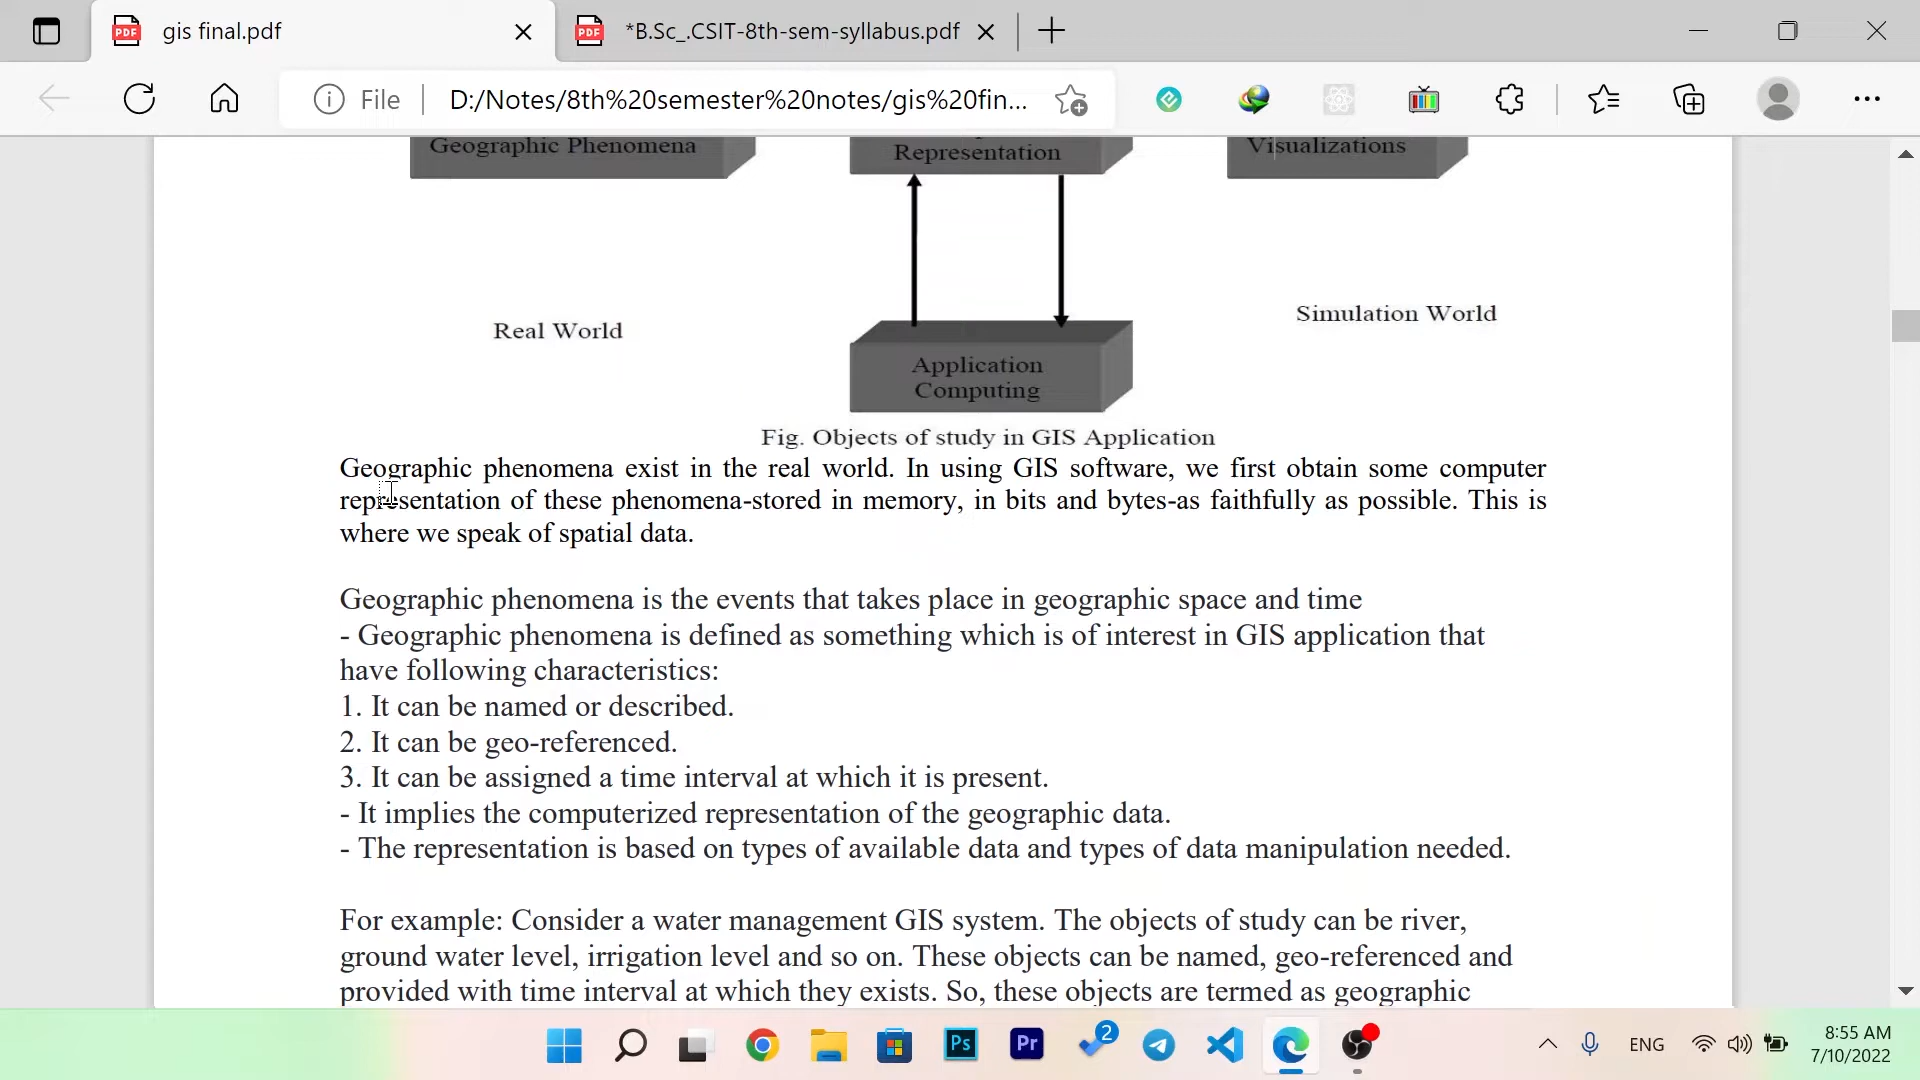 gis final.pdf
*B.Sc_.CSIT-8th-sem-syllabus.pdf
File
D:/Notes/8th%20semester%20notes/gis%20fin...
Geographic Phenomena
Representation
Visualizations
Real World
Simulation World
Application
Computing
Fig. Objects of study in GIS Application
Geographic phenomena exist in the real world. In using GIS software, we first obtain some computer
representation of these phenomena-stored in memory, in bits and bytes-as faithfully as possible. This is
where we speak of spatial data.
Geographic phenomena is the events that takes place in geographic space and time
- Geographic phenomena is defined as something which is of interest in GIS application that
have following characteristics:
1. It can be named or described.
2. It can be geo-referenced.
3. It can be assigned a time interval at which it is present.
- It implies the computerized representation of the geographic data.
- The representation is based on types of available data and types of data manipulation needed.
For example: Consider a water management GIS system. The objects of study can be river,
ground water level, irrigation level and so on. These objects can be named, geo-referenced and
provided with time interval at which they exists. So, these objects are termed as geographic
PDF
PDF
Ps
Pr
2
ENG
8:55 AM
7/10/2022